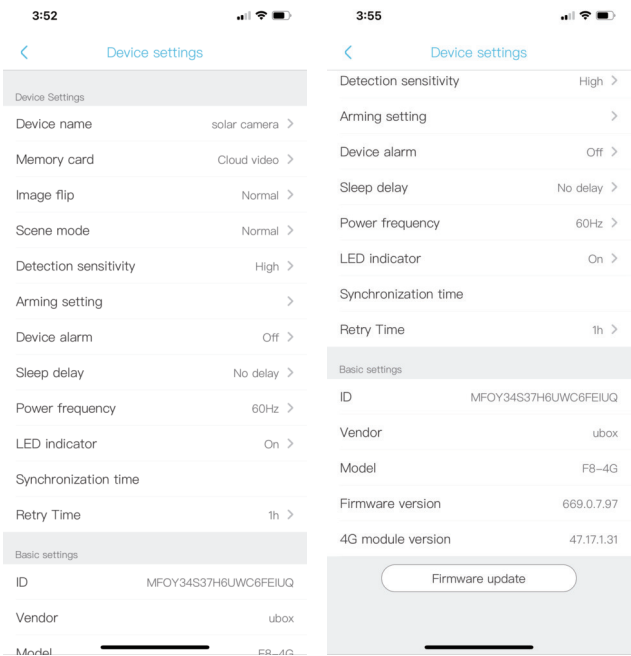 3:52
Device settings
Device Settings
Device name solar camera
Memory card Cloud video
Image flip Normal
Scene mode Normal
Detection sensitivity High
Arming setting
Device alarm Off
Sleep delay No delay
Power frequency 60Hz
LED indicator On
Synchronization time
Retry Time 1h
Basic settings
ID MFOY34S37H6UWC6FEIUQ
Vendor ubox
Model F8-4G
3:55
Device settings
Detection sensitivity High
Arming setting
Device alarm Off
Sleep delay No delay
Power frequency 60Hz
LED indicator On
Synchronization time
Retry Time 1h
Basic settings
ID MFOY34S37H6UWC6FEIUQ
Vendor ubox
Model F8-4G
Firmware version 669.0.7.97
4G module version 47.17.1.31
Firmware update